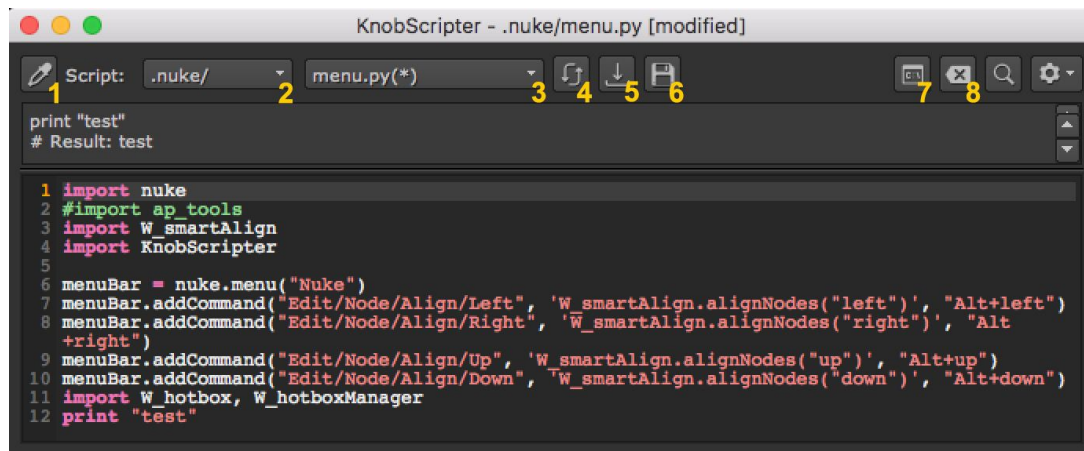 KnobScripter - .nuke/menu.py [modified]
Script: .nuke/ menu.py(*)
1 2 3 4 5 6 7 8
print "test"
# Result: test
1 import nuke
2 #import ap_tools
3 import W_smartAlign
4 import KnobScripter
5
6 menuBar = nuke.menu("Nuke")
7 menuBar.addCommand("Edit/Node/Align/Left", 'W_smartAlign.alignNodes("left")', "Alt+left")
8 menuBar.addCommand("Edit/Node/Align/Right", 'W_smartAlign.alignNodes("right")', "Alt
+right")
9 menuBar.addCommand("Edit/Node/Align/Up", 'W_smartAlign.alignNodes("up")', "Alt+up")
10 menuBar.addCommand("Edit/Node/Align/Down", 'W_smartAlign.alignNodes("down")', "Alt+down")
11 import W_hotbox, W_hotboxManager
12 print "test"